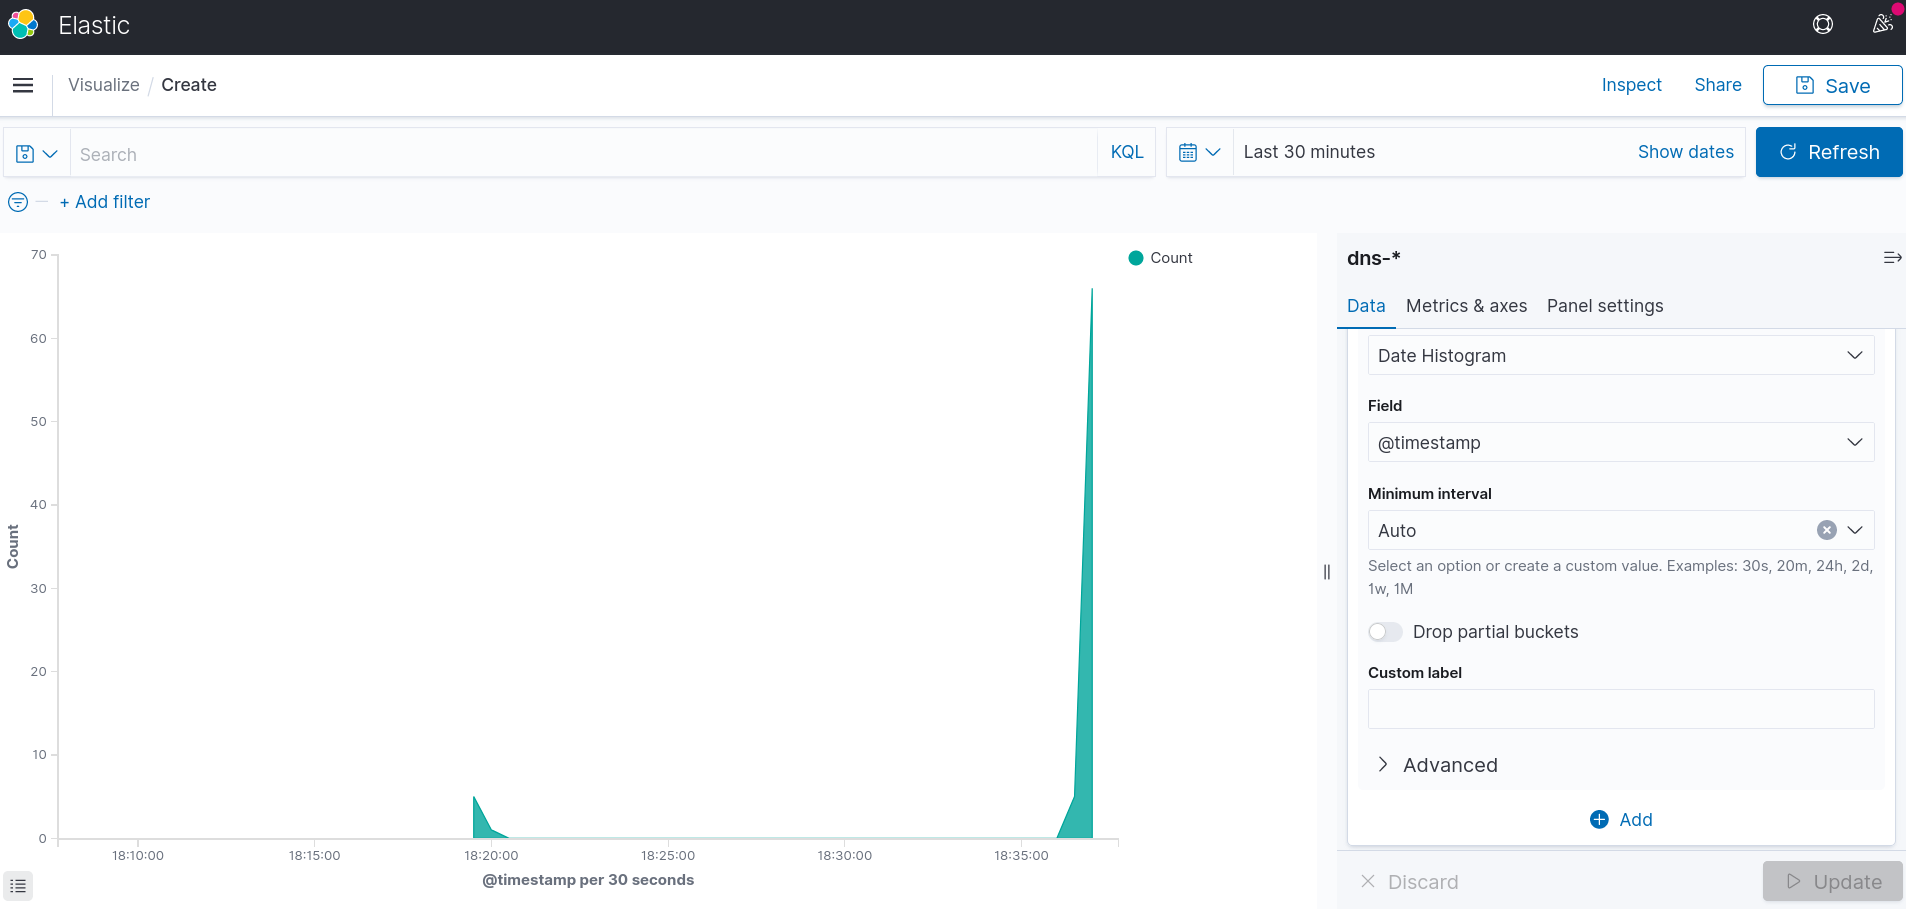 Elastic
Visualize / Create
Inspect Share Save
Search KQL Last 30 minutes Show dates Refresh
+ Add filter
70
60
50
40
30
20
10
0
Count
18:10:00 18:15:00 18:20:00 18:25:00 18:30:00 18:35:00
@timestamp per 30 seconds
Count
dns-*
Data Metrics & axes Panel settings
Date Histogram
Field
@timestamp
Minimum interval
Auto
Select an option or create a custom value. Examples: 30s, 20m, 24h, 2d,
1w, 1M
Drop partial buckets
Custom label
Advanced
Add
Discard Update